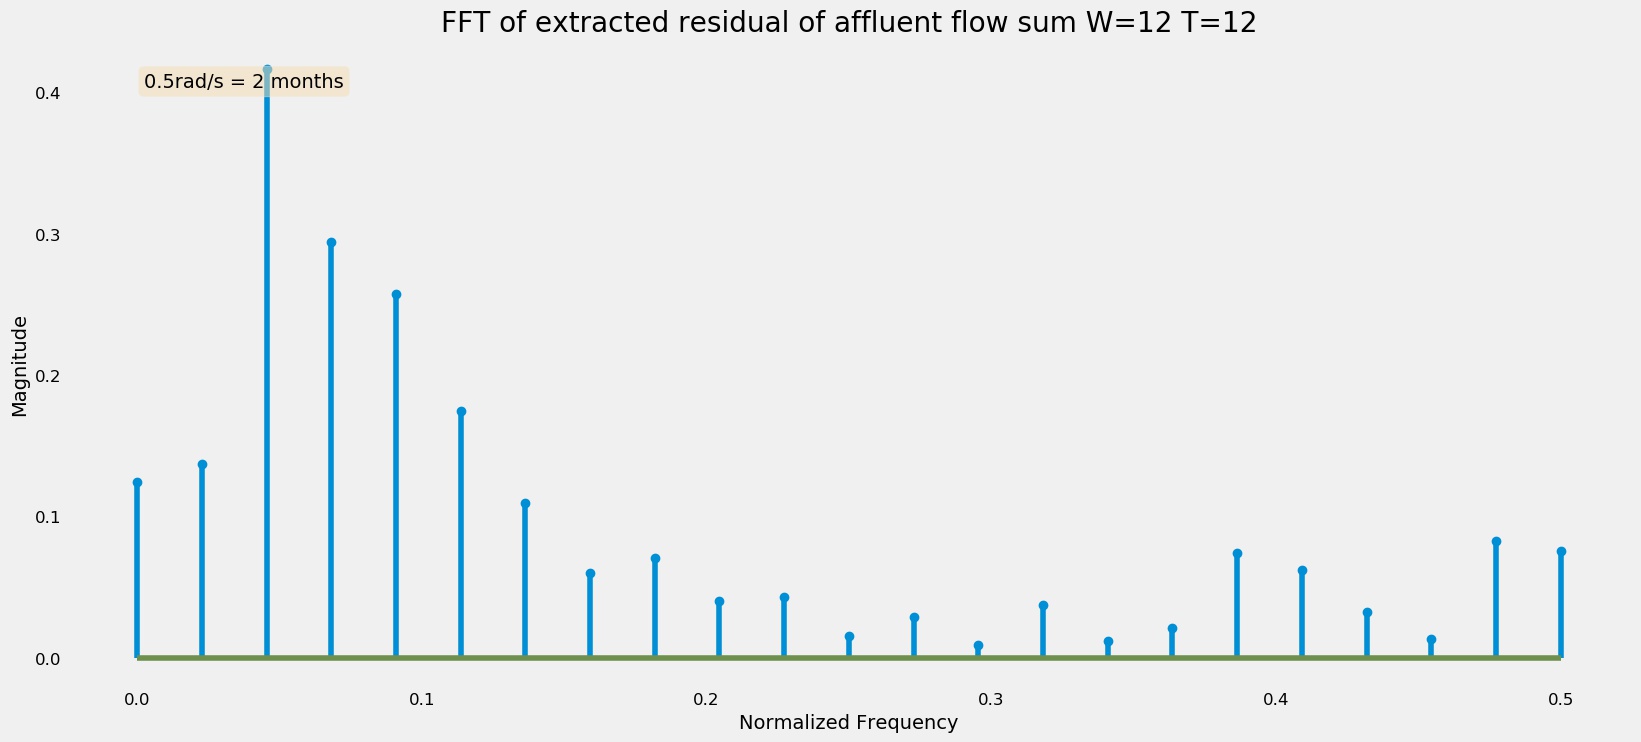 FFT of extracted residual of affluent flow sum W=12 T=12
0.5rad/s = 2 months
0.4
0.3
0.2
0.1
0.0
Magnitude
0.0 0.1 0.2 0.3 0.4 0.5
Normalized Frequency